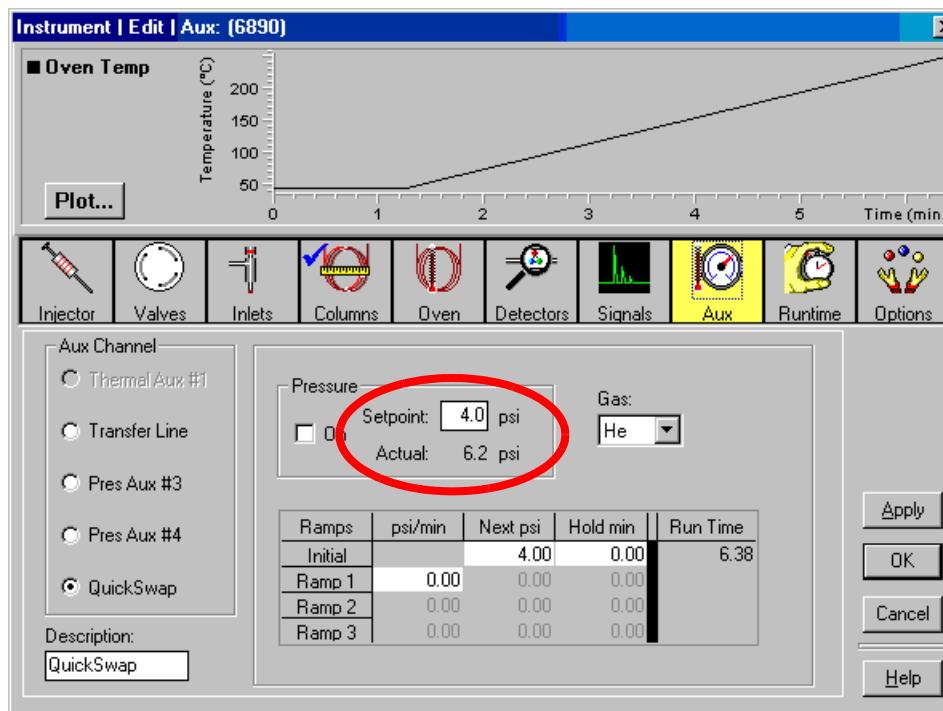 Instrument | Edit | Aux: (6890)
Oven Temp
Temperature (°C)
200
150
100
50
Plot...
0 1 2 3 4 5 Time (min
Injector Valves Inlets Columns Oven Detectors Signals Aux Runtime Options
Aux Channel
Thermal Aux #1
Transfer Line
Pres Aux #3
Pres Aux #4
QuickSwap
Description:
QuickSwap
Pressure
On
Setpoint: 4.0 psi
Actual: 6.2 psi
Gas:
He
Ramps psi/min Next psi Hold min Run Time
Initial 4.00 0.00 6.38
Ramp 1 0.00 0.00 0.00
Ramp 2 0.00 0.00 0.00
Ramp 3 0.00 0.00 0.00
Apply
OK
Cancel
Help